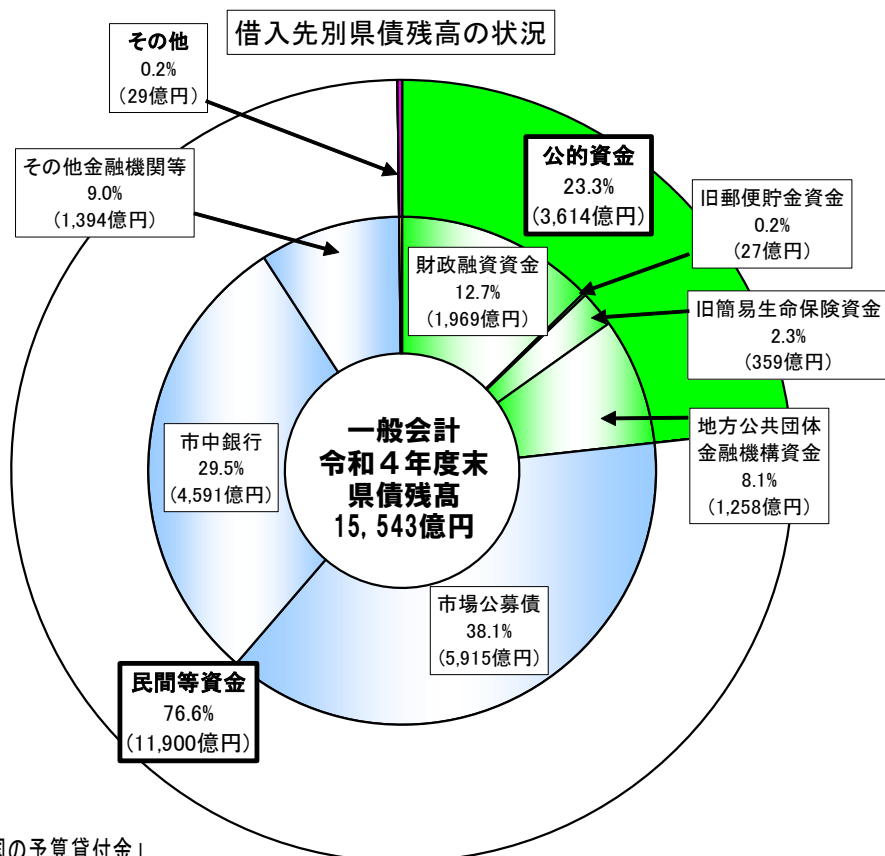 借入先別県債残高の状況
その他
0.2%
(29億円)
その他金融機関等
9.0%
(1,394億円)
公的資金
23.3%
(3,614億円)
旧郵便貯金資金
0.2%
(27億円)
財政融資資金
12.7%
(1,969億円)
旧簡易生命保険資金
2.3%
(359億円)
地方公共団体
金融機構資金
8.1%
(1,258億円)
市中銀行
29.5%
(4,591億円)
一般会計
令和4年度末
県債残髙
15,543億円
市場公募債
38.1%
(5,915億円)
民間等資金
76.6%
(11,900億円)
の予算貸付金」